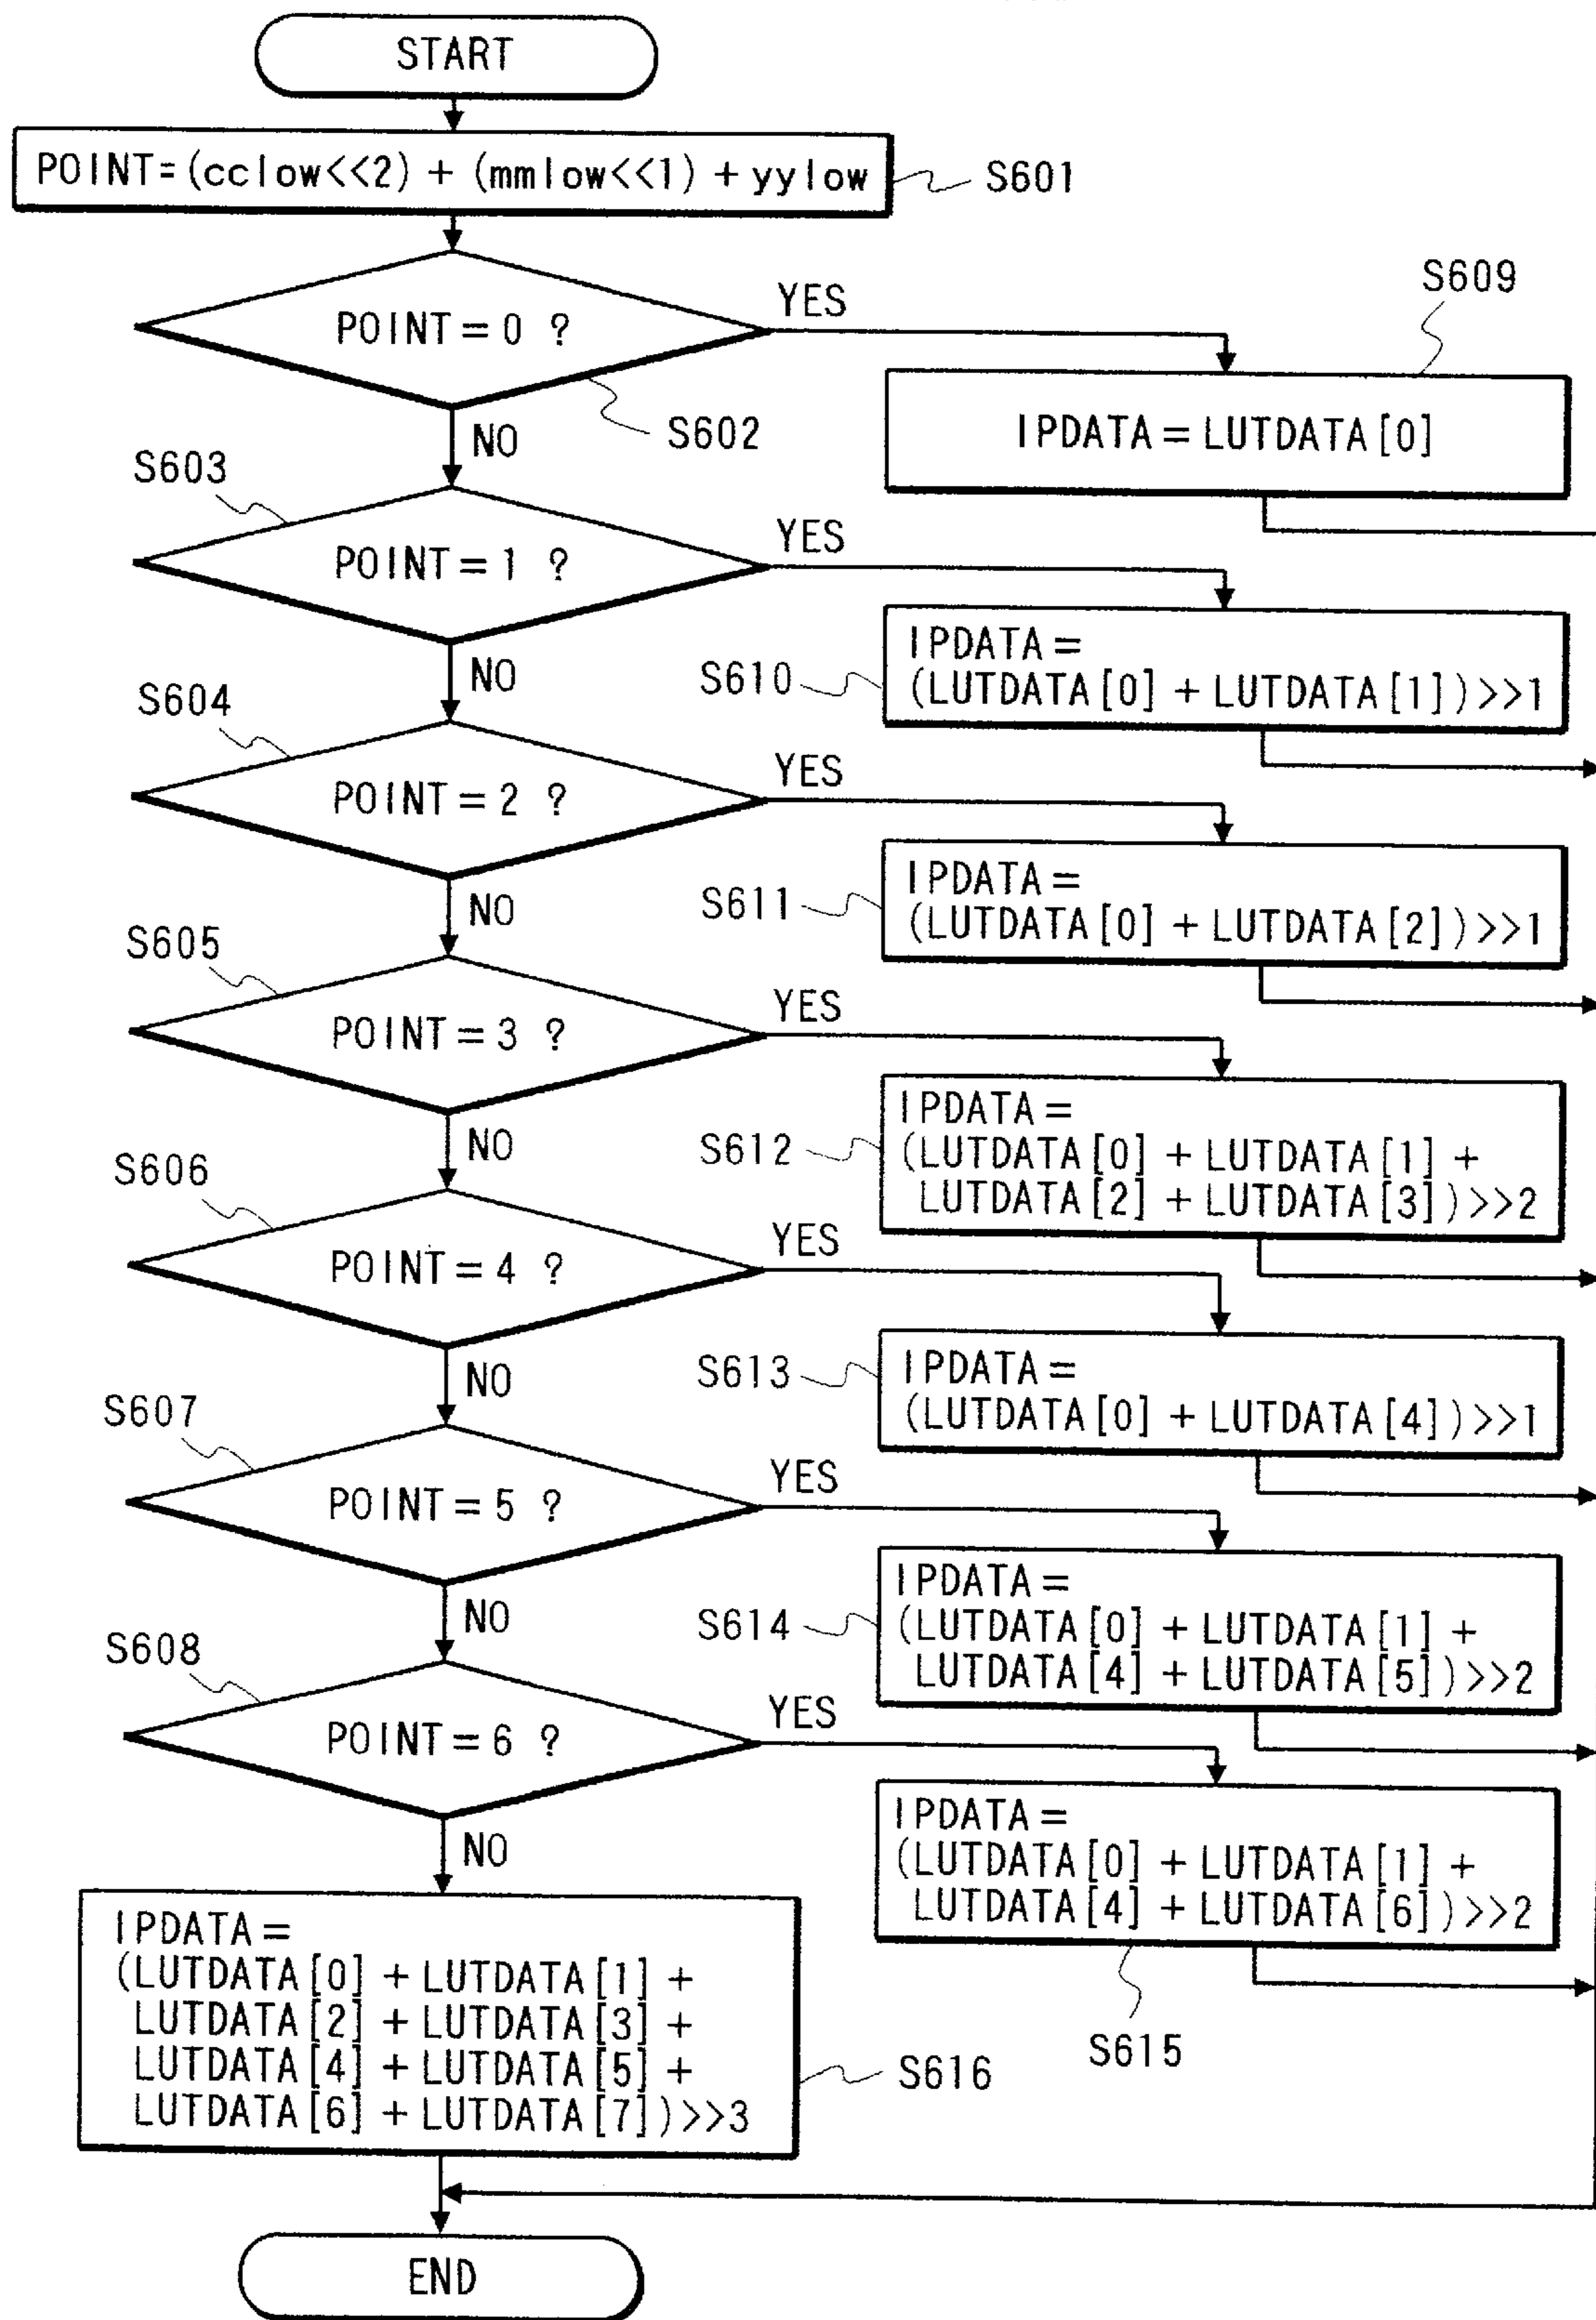 START
POINT=(cclow<<2) + (mmlow<<1) + yylow
S601
POINT = 0 ?
YES
NO
S602
S609
IPDATA = LUTDATA[0]
S603
POINT = 1 ?
YES
NO
S610
IPDATA =
(LUTDATA[0] + LUTDATA[1])>>1
S604
POINT = 2 ?
YES
NO
S611
IPDATA =
(LUTDATA[0] + LUTDATA[2])>>1
S605
POINT = 3 ?
YES
NO
S612
IPDATA =
(LUTDATA[0] + LUTDATA[1] +
LUTDATA[2] + LUTDATA[3])>>2
S606
POINT = 4 ?
YES
NO
S613
IPDATA =
(LUTDATA[0] + LUTDATA[4])>>1
S607
POINT = 5 ?
YES
NO
S614
IPDATA =
(LUTDATA[0] + LUTDATA[1] +
LUTDATA[4] + LUTDATA[5])>>2
S608
POINT = 6 ?
YES
NO
IPDATA =
(LUTDATA[0] + LUTDATA[1] +
LUTDATA[4] + LUTDATA[6])>>2
S615
IPDATA =
(LUTDATA[0] + LUTDATA[1] +
LUTDATA[2] + LUTDATA[3] +
LUTDATA[4] + LUTDATA[5] +
LUTDATA[6] + LUTDATA[7])>>3
S616
END